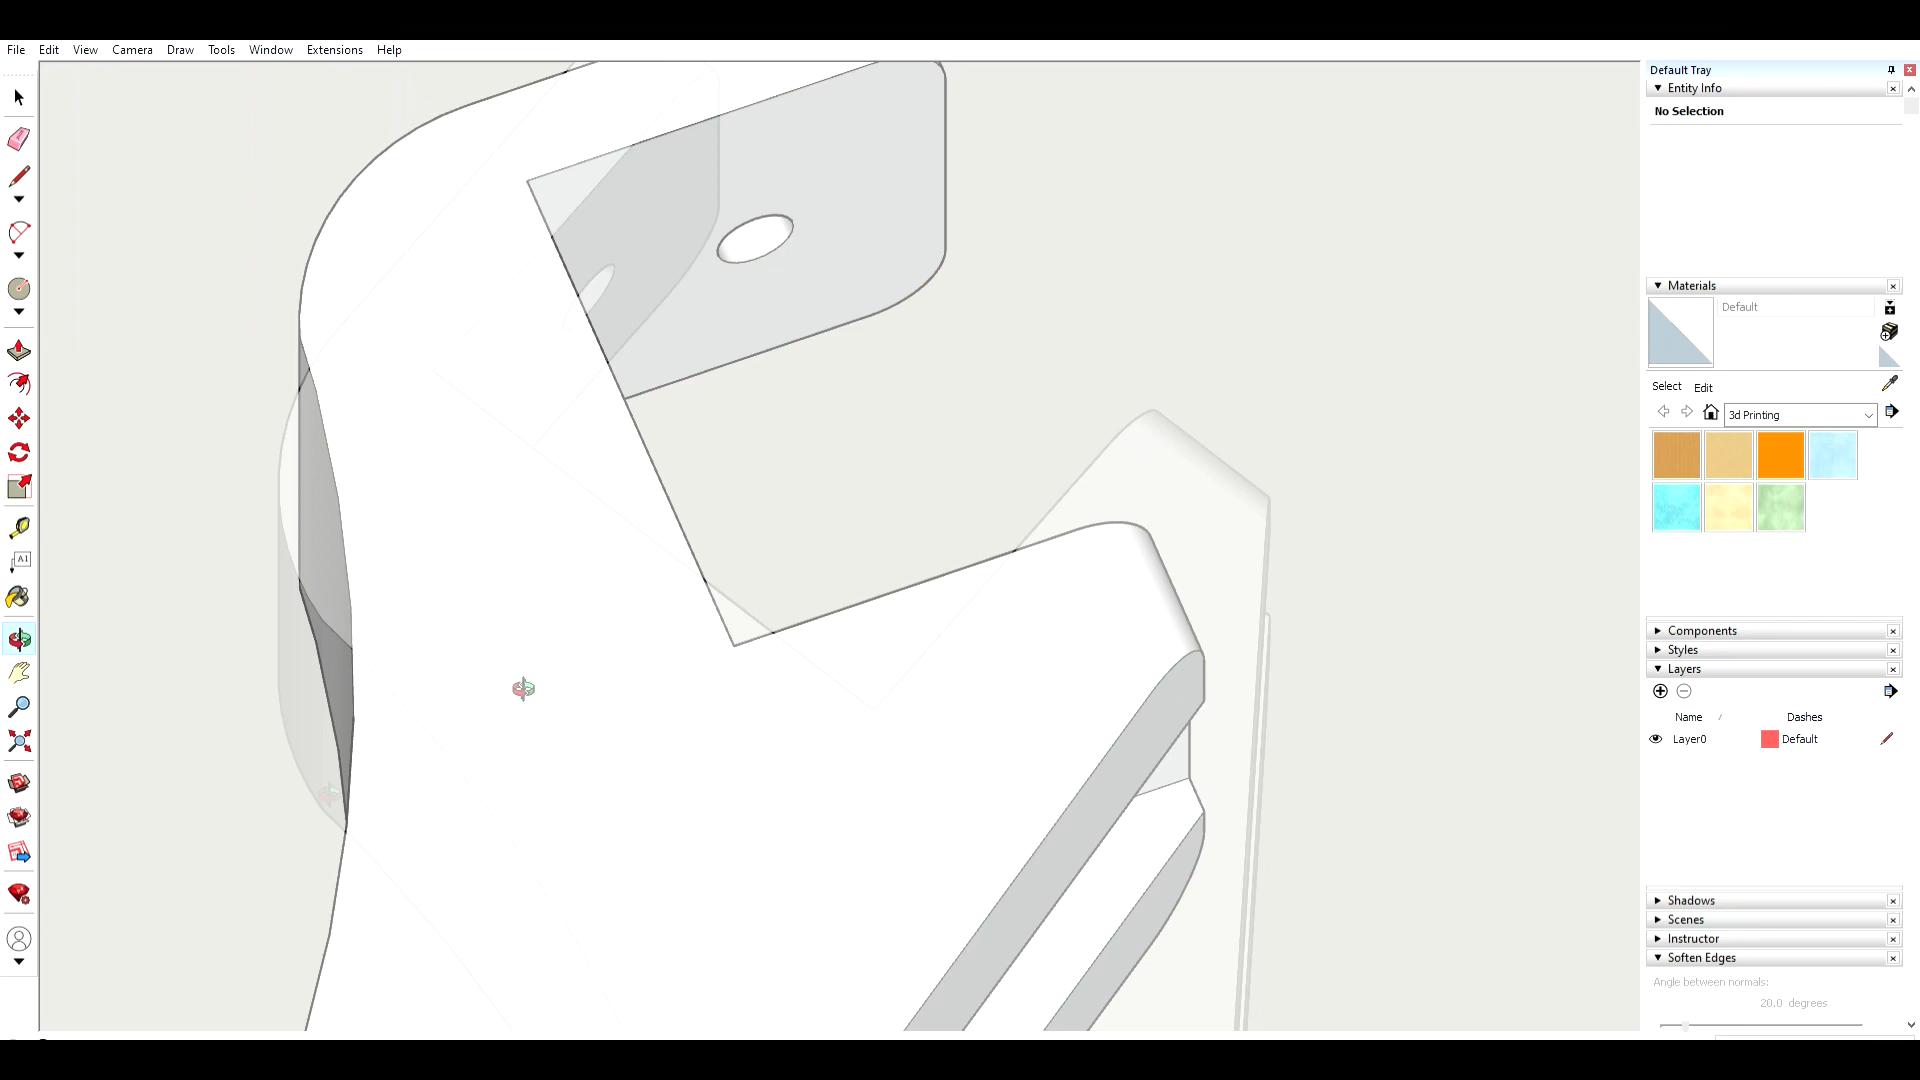 File Edit View Camera Draw Tools Window Extensions Help
Default Tray
Entity Info
No Selection
Materials
Default
Select Edit
3d Printing
Components
Styles
Layers
Name Dashes
Layer0 Default
Shadows
Scenes
Instructor
Soften Edges
Angle between normals:
20.0 degrees
A1